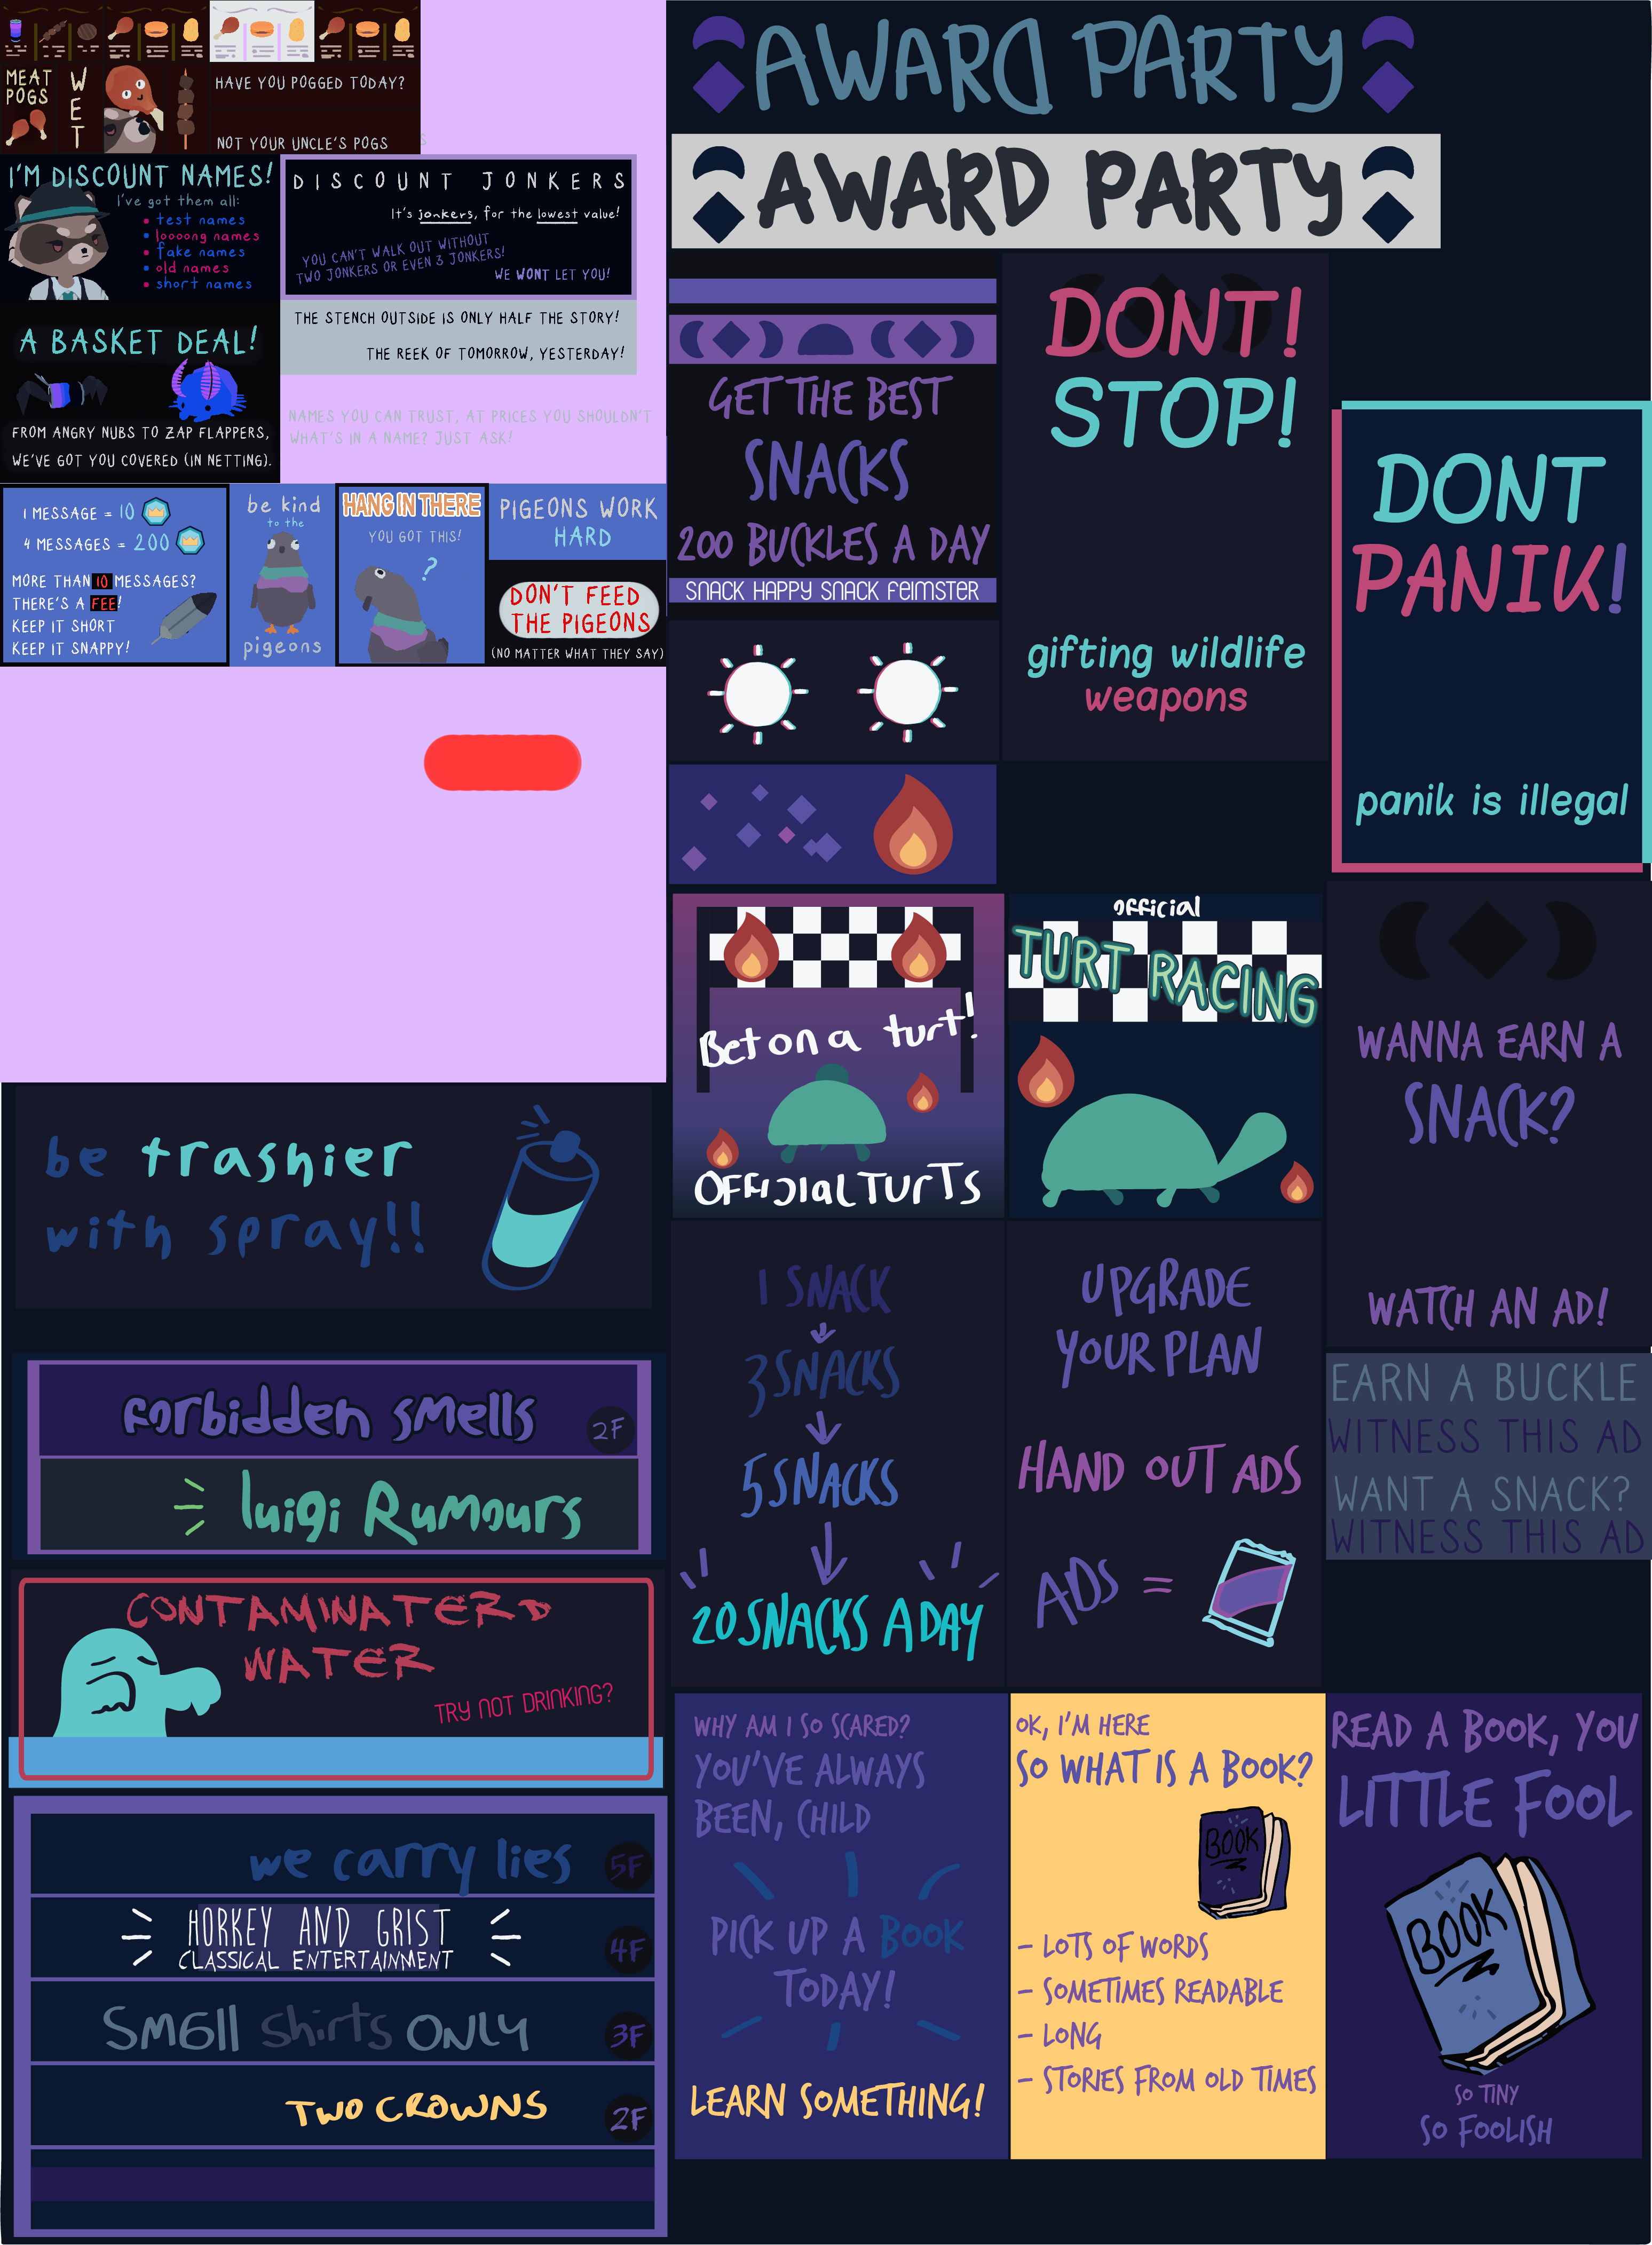 MEAT
POGS
W
E
T
HAVE YOU POGGED TODAY?
NOT YOUR UNCLE'S POGS
S
I'M DISCOUNT NAMES!
I've got them all:
test names
loooong names
fake names
old names
short names
DISCOUNT JONKERS
It's jonkers, for the lowest value!
YOU CAN'T WALK OUT WITHOUT
TWO JONKERS OR EVEN 3 JONKERS!
WE WONT LET YOU!
A BASKET DEAL!
FROM ANGRY NUBS TO ZAP FLAPPERS,
WE'VE GOT YOU COVERED (IN NETTING).
THE STENCH OUTSIDE IS ONLY HALF THE STORY!
THE REEK OF TOMORROW, YESTERDAY!
NAMES YOU CAN TRUST, AT PRICES YOU SHOULDN'T
WHAT'S IN A NAME? JUST ASK!
1 MESSAGE = 10
4 MESSAGES = 200
MORE THAN 10 MESSAGES?
THERE'S A FEE!
KEEP IT SHORT
KEEP IT SNAPPY!
be kind
to the
pigeons
HANG IN THERE
YOU GOT THIS!
?
PIGEONS WORK
HARD
DON'T FEED
THE PIGEONS
(NO MATTER WHAT THEY SAY)
AWARD PARTY
AWARD PARTY
GET THE BEST
SNACKS
200 BUCKLES A DAY
SNACK HAPPY SNACK FEIMSTER
DONT!
STOP!
gifting wildlife
weapons
DONT
PANIK!
panik is illegal
Bet on a turt!
OFFICIAL TURTS
OFFICIAL
TURT RACING
WANNA EARN A
SNACK?
WATCH AN AD!
be trashier
with spray!!
forbidden smells
2F
luigi Rumours
CONTAMINATERD
WATER
TRY NOT DRINKING?
we carry lies
5F
HORKEY AND GRIST
CLASSICAL ENTERTAINMENT
4F
SMEll Shirts ONLY
3F
TWO CROWNS
2F
1 SNACK
3 SNACKS
5 SNACKS
20 SNACKS A DAY
UPGRADE
YOUR PLAN
HAND OUT ADS
ADS =
EARN A BUCKLE
WITNESS THIS AD
WANT A SNACK?
WITNESS THIS AD
WHY AM I SO SCARED?
YOU'VE ALWAYS
BEEN, CHILD
PICK UP A BOOK
TODAY!
LEARN SOMETHING!
OK, I'M HERE
SO WHAT IS A BOOK?
BOOK
- LOTS OF WORDS
- SOMETIMES READABLE
- LONG
- STORIES FROM OLD TIMES
READ A BOOK, YOU
LITTLE FOOL
BOOK
SO TINY
SO FOOLISH